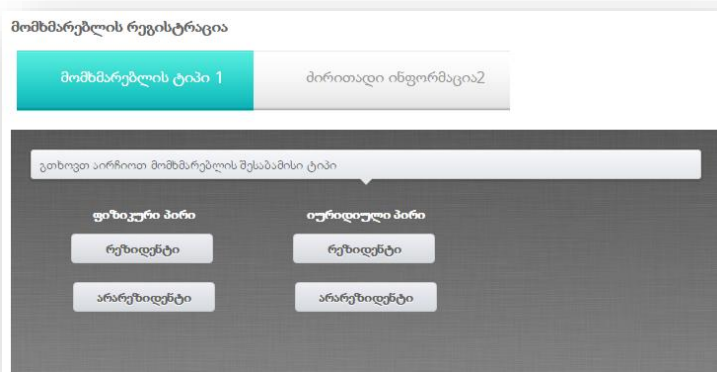 მომხმარებლის რეგისტრაცია
მომხმარებლის ტიპი 1
ძირითადი ინფორმაცია2
გთხოვთ აირჩიოთ მომხმარებლის შესაბამისი ტიპი
ფიზიკური პირი
იურიდიული პირი
რეზიდენტი
რეზიდენტი
არარეზიდენტი
არარეზიდენტი